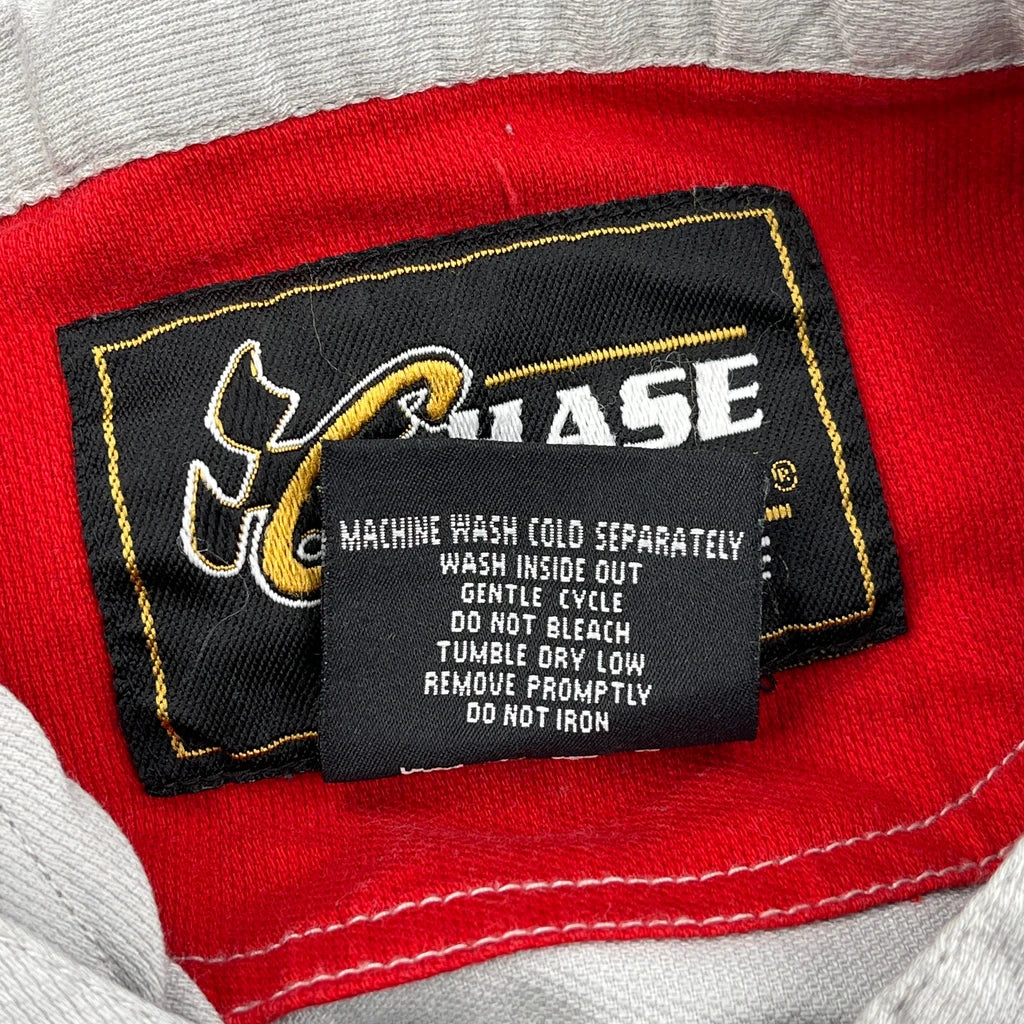 CHASE
®
MACHINE WASH COLD SEPARATELY
WASH INSIDE OUT
GENTLE CYCLE
DO NOT BLEACH
TUMBLE DRY LOW
REMOVE PROMPTLY
DO NOT IRON